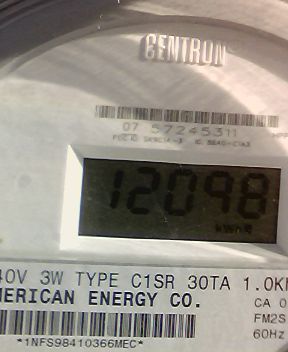 CENTRON
07 57245311
12098
kWh
40V 3W TYPE C1SR 30TA 1.0K
MERICAN ENERGY CO.
CA 0
FM2S
60Hz
*1NFS98410366MEC*